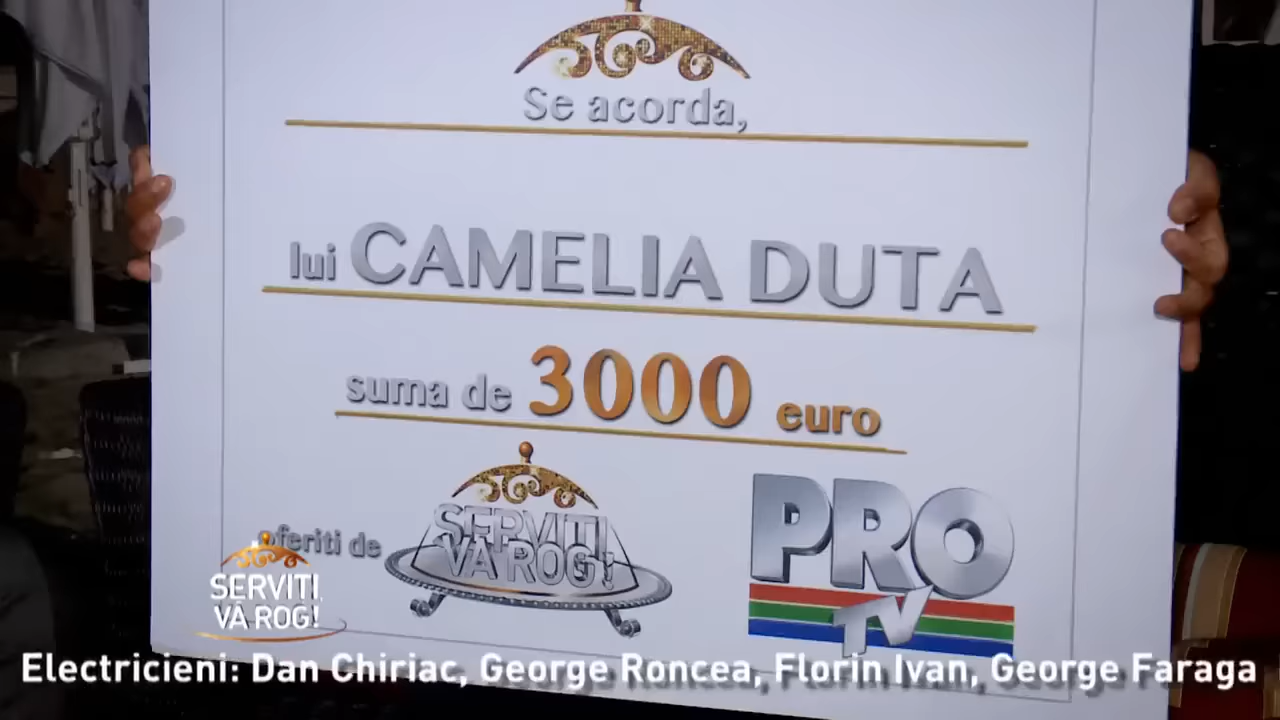 Se acorda,
lui CAMELIA DUTA
suma de 3000 euro
oferiti de
SERVITI,
VA ROG!
PRO
TV
SERVITI,
VĂ ROG!
Electricieni: Dan Chiriac, George Roncea, Florin Ivan, George Faraga